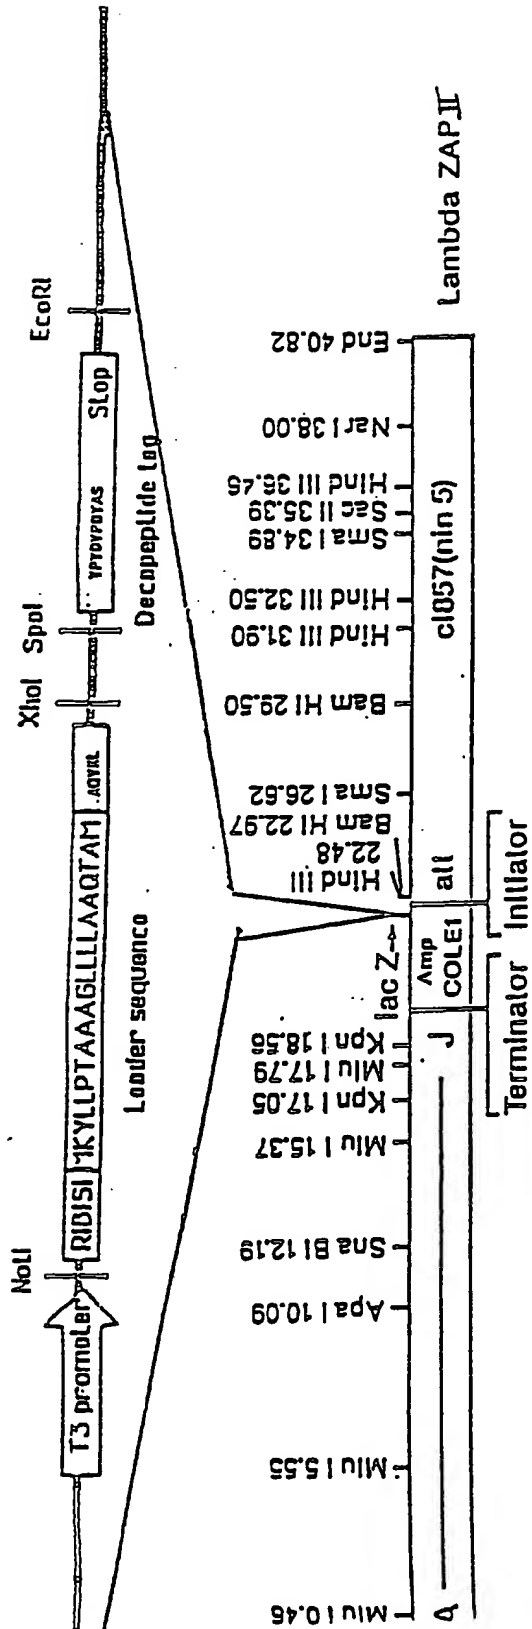 NotI
XhoI
SpeI
EcoRI
T3 promoter
RIBISI
MKYLLPTAAAGLLLLAAQTAM
Stop
Leader sequence
Decapeptide tag
Mlu I 0.46
Mlu I 5.55
Apa I 10.09
Sna BI 12.19
Mlu I 15.37
Kpn I 17.05
Mlu I 17.79
Kpn I 18.56
lac Z
Hind III
22.48
Bam HI 22.97
Sma I 26.62
Bam HI 29.50
Hind III 31.90
Hind III 32.50
Sma I 34.89
Sac II 35.39
Hind III 36.46
Nar I 38.00
End 40.82
A
J
Amp
COLE1
att
cI857(nin 5)
Terminator
Initiator
Lambda ZAP II